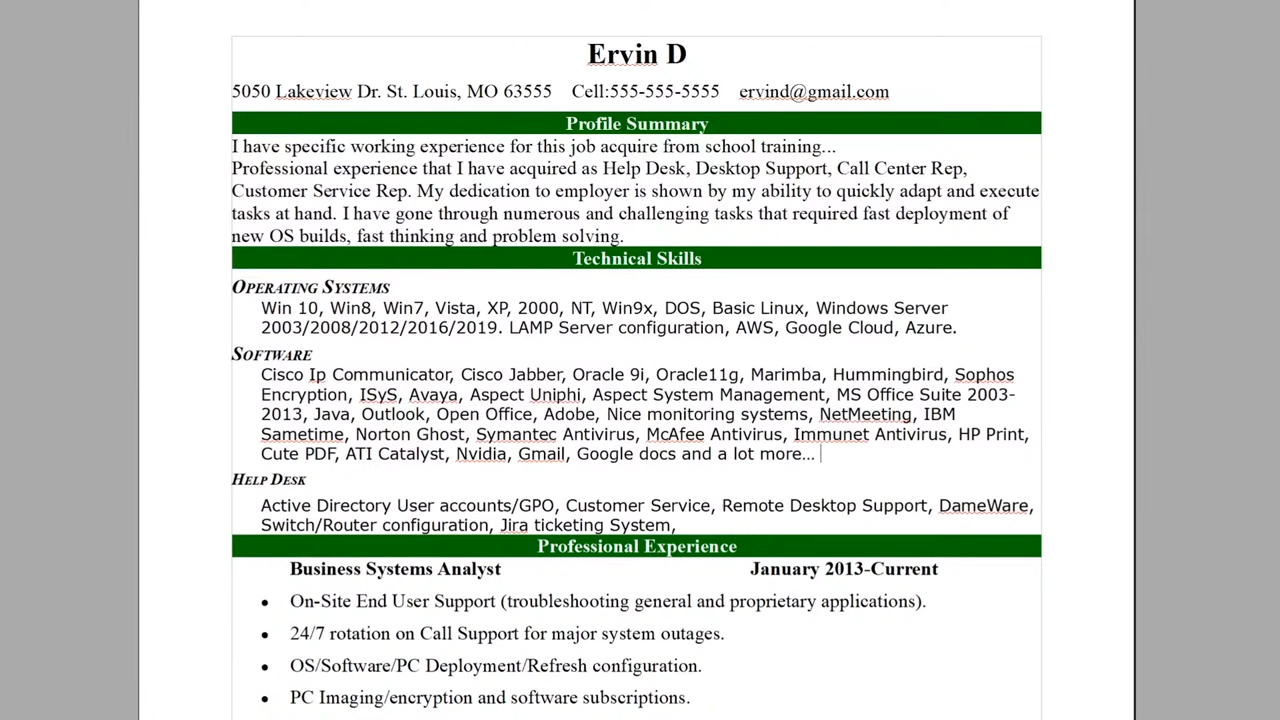 Ervin D
5050 Lakeview Dr. St. Louis, MO 63555 Cell:555-555-5555 ervind@gmail.com
Profile Summary
I have specific working experience for this job acquire from school training...
Professional experience that I have acquired as Help Desk, Desktop Support, Call Center Rep,
Customer Service Rep. My dedication to employer is shown by my ability to quickly adapt and execute
tasks at hand. I have gone through numerous and challenging tasks that required fast deployment of
new OS builds, fast thinking and problem solving.
Technical Skills
Operating Systems
Win 10, Win8, Win7, Vista, XP, 2000, NT, Win9x, DOS, Basic Linux, Windows Server
2003/2008/2012/2016/2019. LAMP Server configuration, AWS, Google Cloud, Azure.
Software
Cisco Ip Communicator, Cisco Jabber, Oracle 9i, Oracle11g, Marimba, Hummingbird, Sophos
Encryption, ISyS, Avaya, Aspect Uniphi, Aspect System Management, MS Office Suite 2003-
2013, Java, Outlook, Open Office, Adobe, Nice monitoring systems, NetMeeting, IBM
Sametime, Norton Ghost, Symantec Antivirus, McAfee Antivirus, Immunet Antivirus, HP Print,
Cute PDF, ATI Catalyst, Nvidia, Gmail, Google docs and a lot more...
Help Desk
Active Directory User accounts/GPO, Customer Service, Remote Desktop Support, DameWare,
Switch/Router configuration, Jira ticketing System,
Professional Experience
Business Systems Analyst January 2013-Current
• On-Site End User Support (troubleshooting general and proprietary applications).
• 24/7 rotation on Call Support for major system outages.
• OS/Software/PC Deployment/Refresh configuration.
• PC Imaging/encryption and software subscriptions.